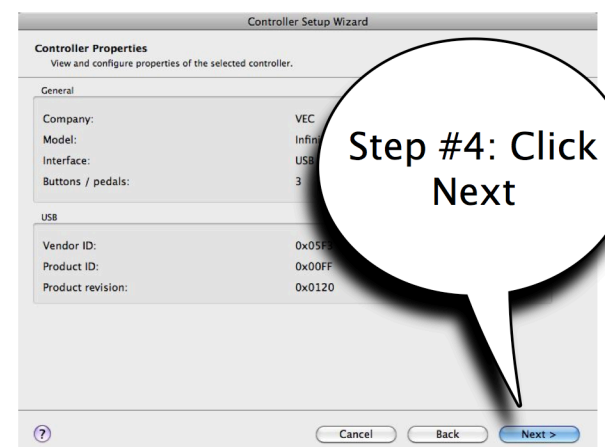 Controller Setup Wizard
Controller Properties
View and configure properties of the selected controller.
General
Company: VEC
Model:
Interface: USB
Buttons / pedals: 3
USB
Vendor ID:
Product ID: 0x00FF
Product revision: 0x0120
Step #4: Click
Next
? Cancel Back Next >